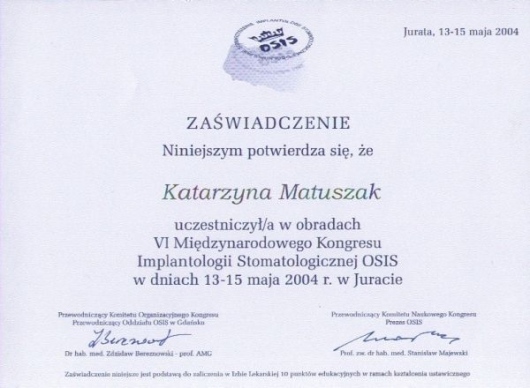 OSIS
Jurata, 13-15 maja 2004
ZAŚWIADCZENIE
Niniejszym potwierdza się, że
Katarzyna Matuszak
uczestniczył/a w obradach
VI Międzynarodowego Kongresu
Implantologii Stomatologicznej OSIS
w dniach 13-15 maja 2004 r. w Juracie
Przewodniczący Komitetu Organizacyjnego Kongresu
Przewodniczący Oddziału OSIS w Gdańsku
Dr hab. med. Zdzisław Bereznowski - prof. AMG
Przewodniczący Komitetu Naukowego Kongresu
Prezes OSIS
Prof. zw. dr hab. med. Stanisław Majewski
Zaświadczenie niniejsze jest podstawą do zaliczenia w Izbie Lekarskiej 10 punktów edukacyjnych w ramach kształcenia ustawicznego